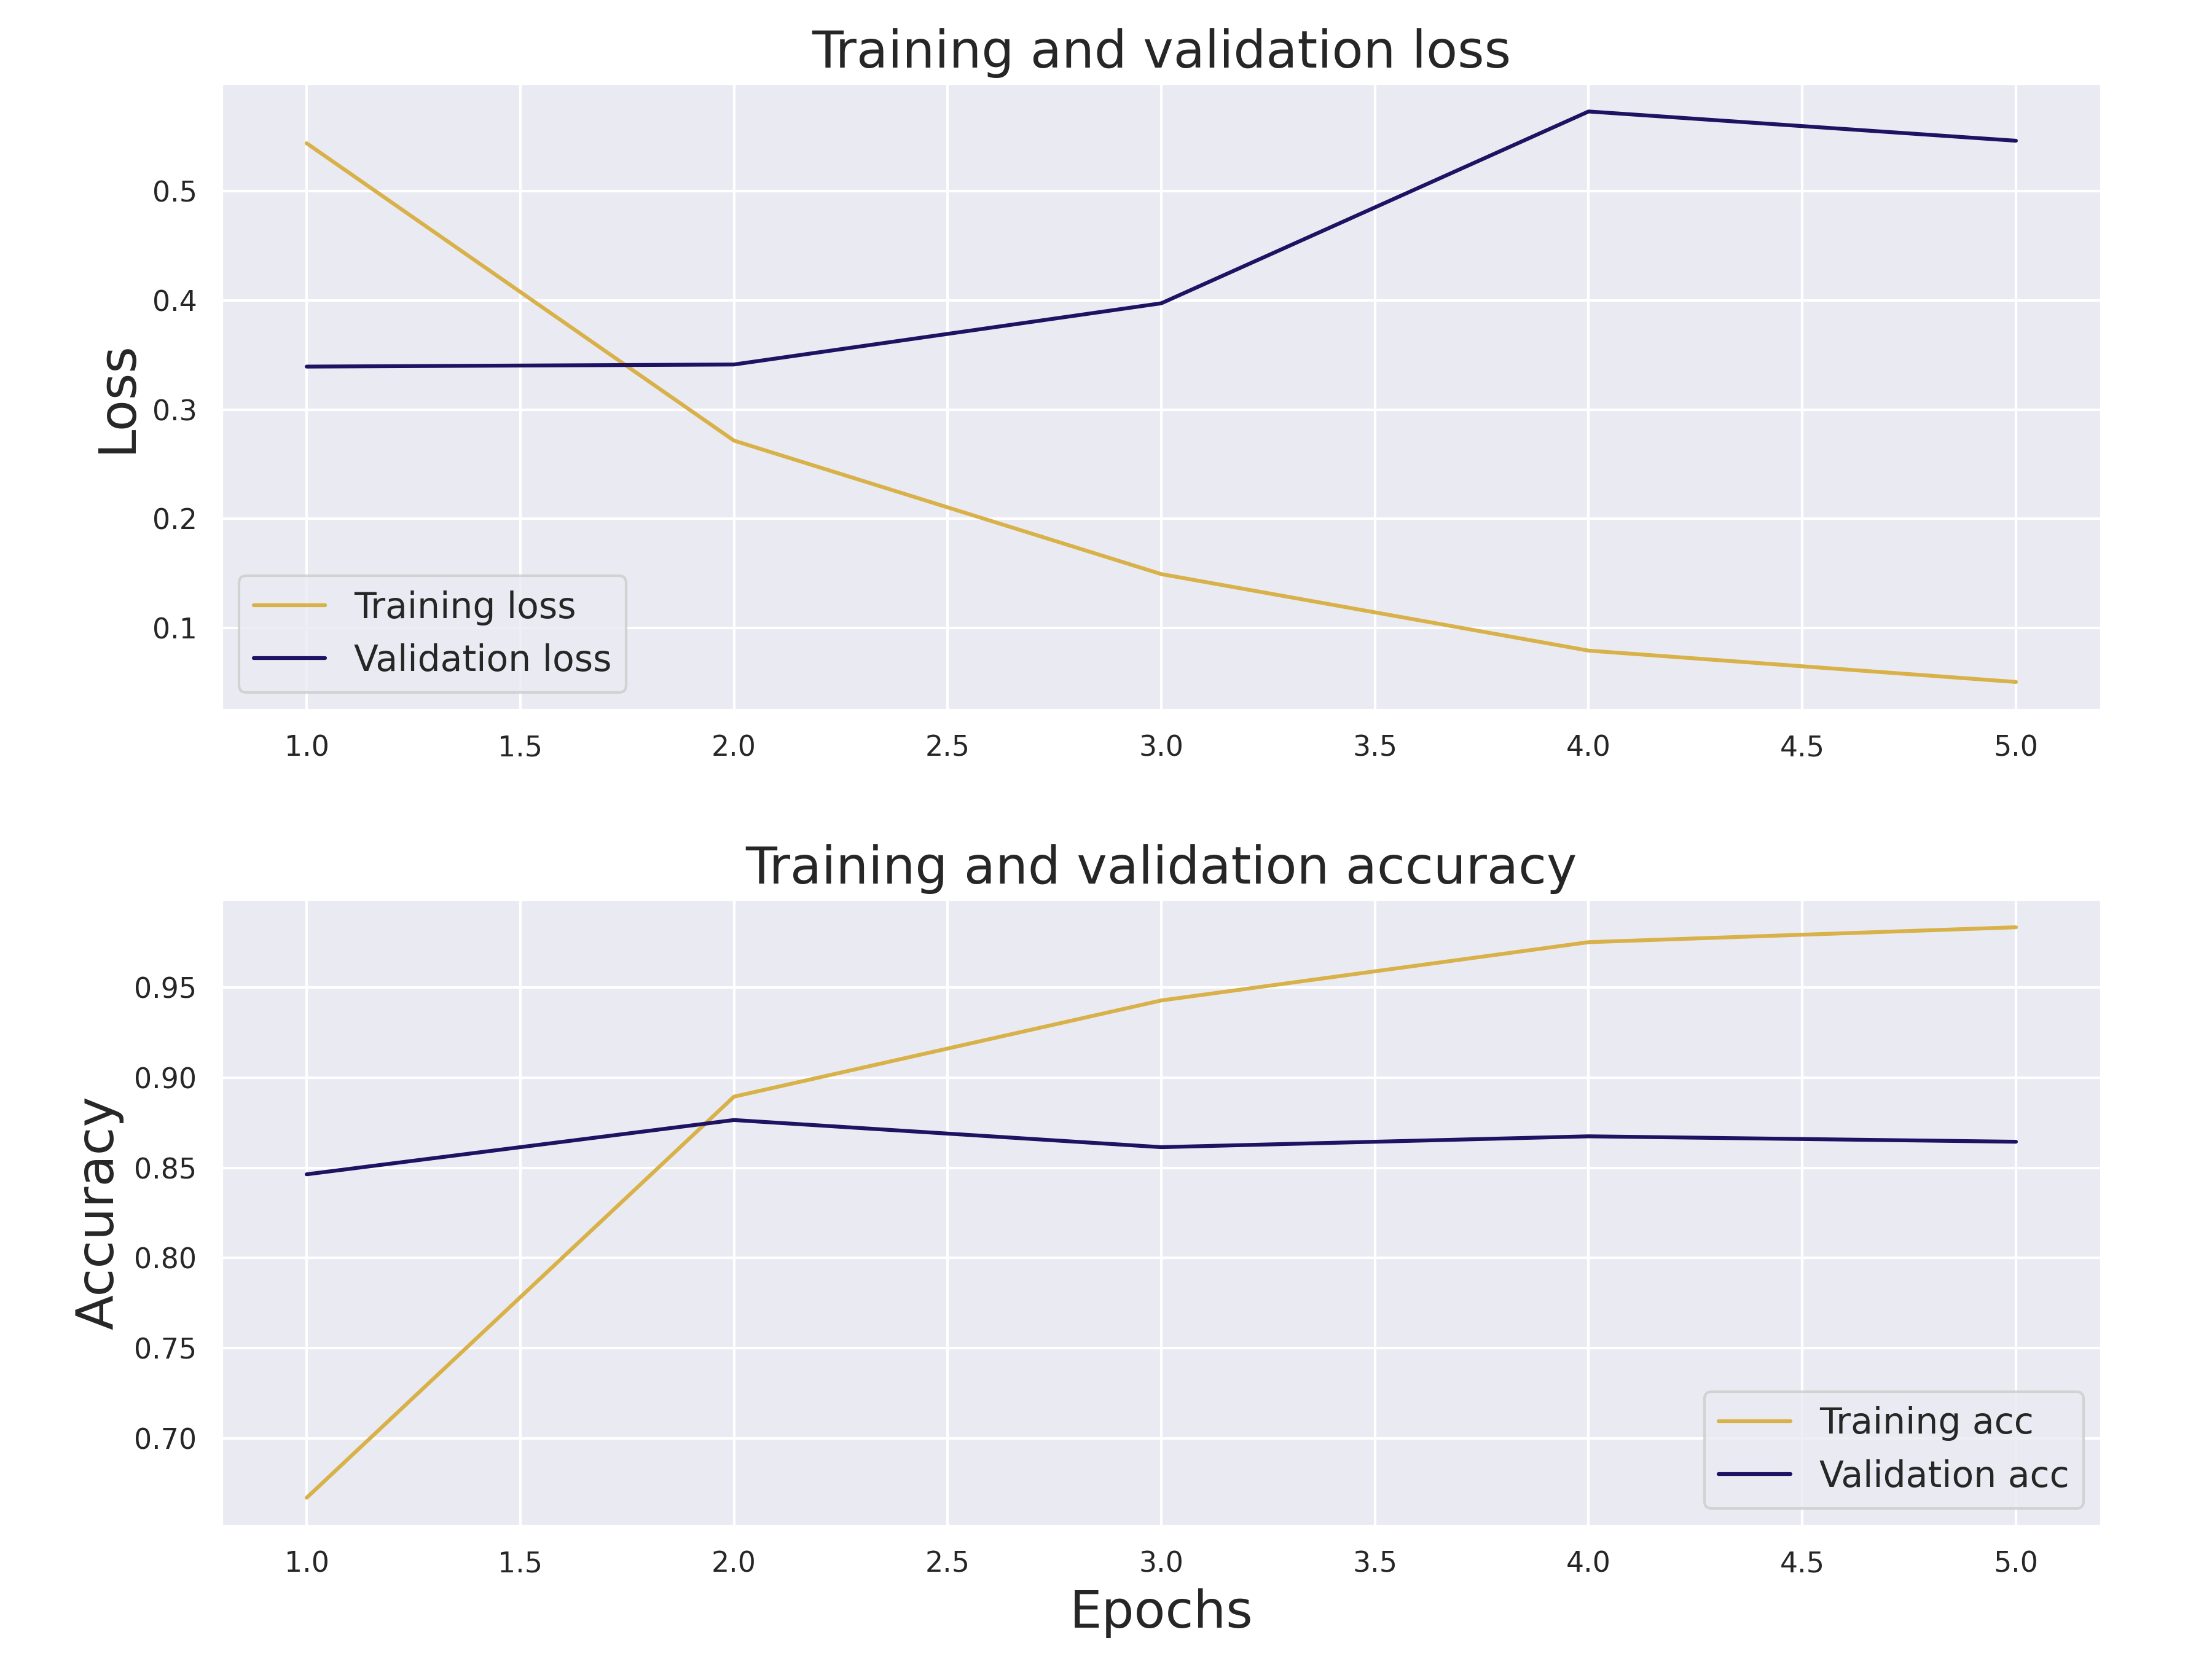 Training and validation loss
Loss
0.5
0.4
0.3
0.2
0.1
Training loss
Validation loss
1.0 1.5 2.0 2.5 3.0 3.5 4.0 4.5 5.0
Training and validation accuracy
Accuracy
0.95
0.90
0.85
0.80
0.75
0.70
Training acc
Validation acc
1.0 1.5 2.0 2.5 3.0 3.5 4.0 4.5 5.0
Epochs